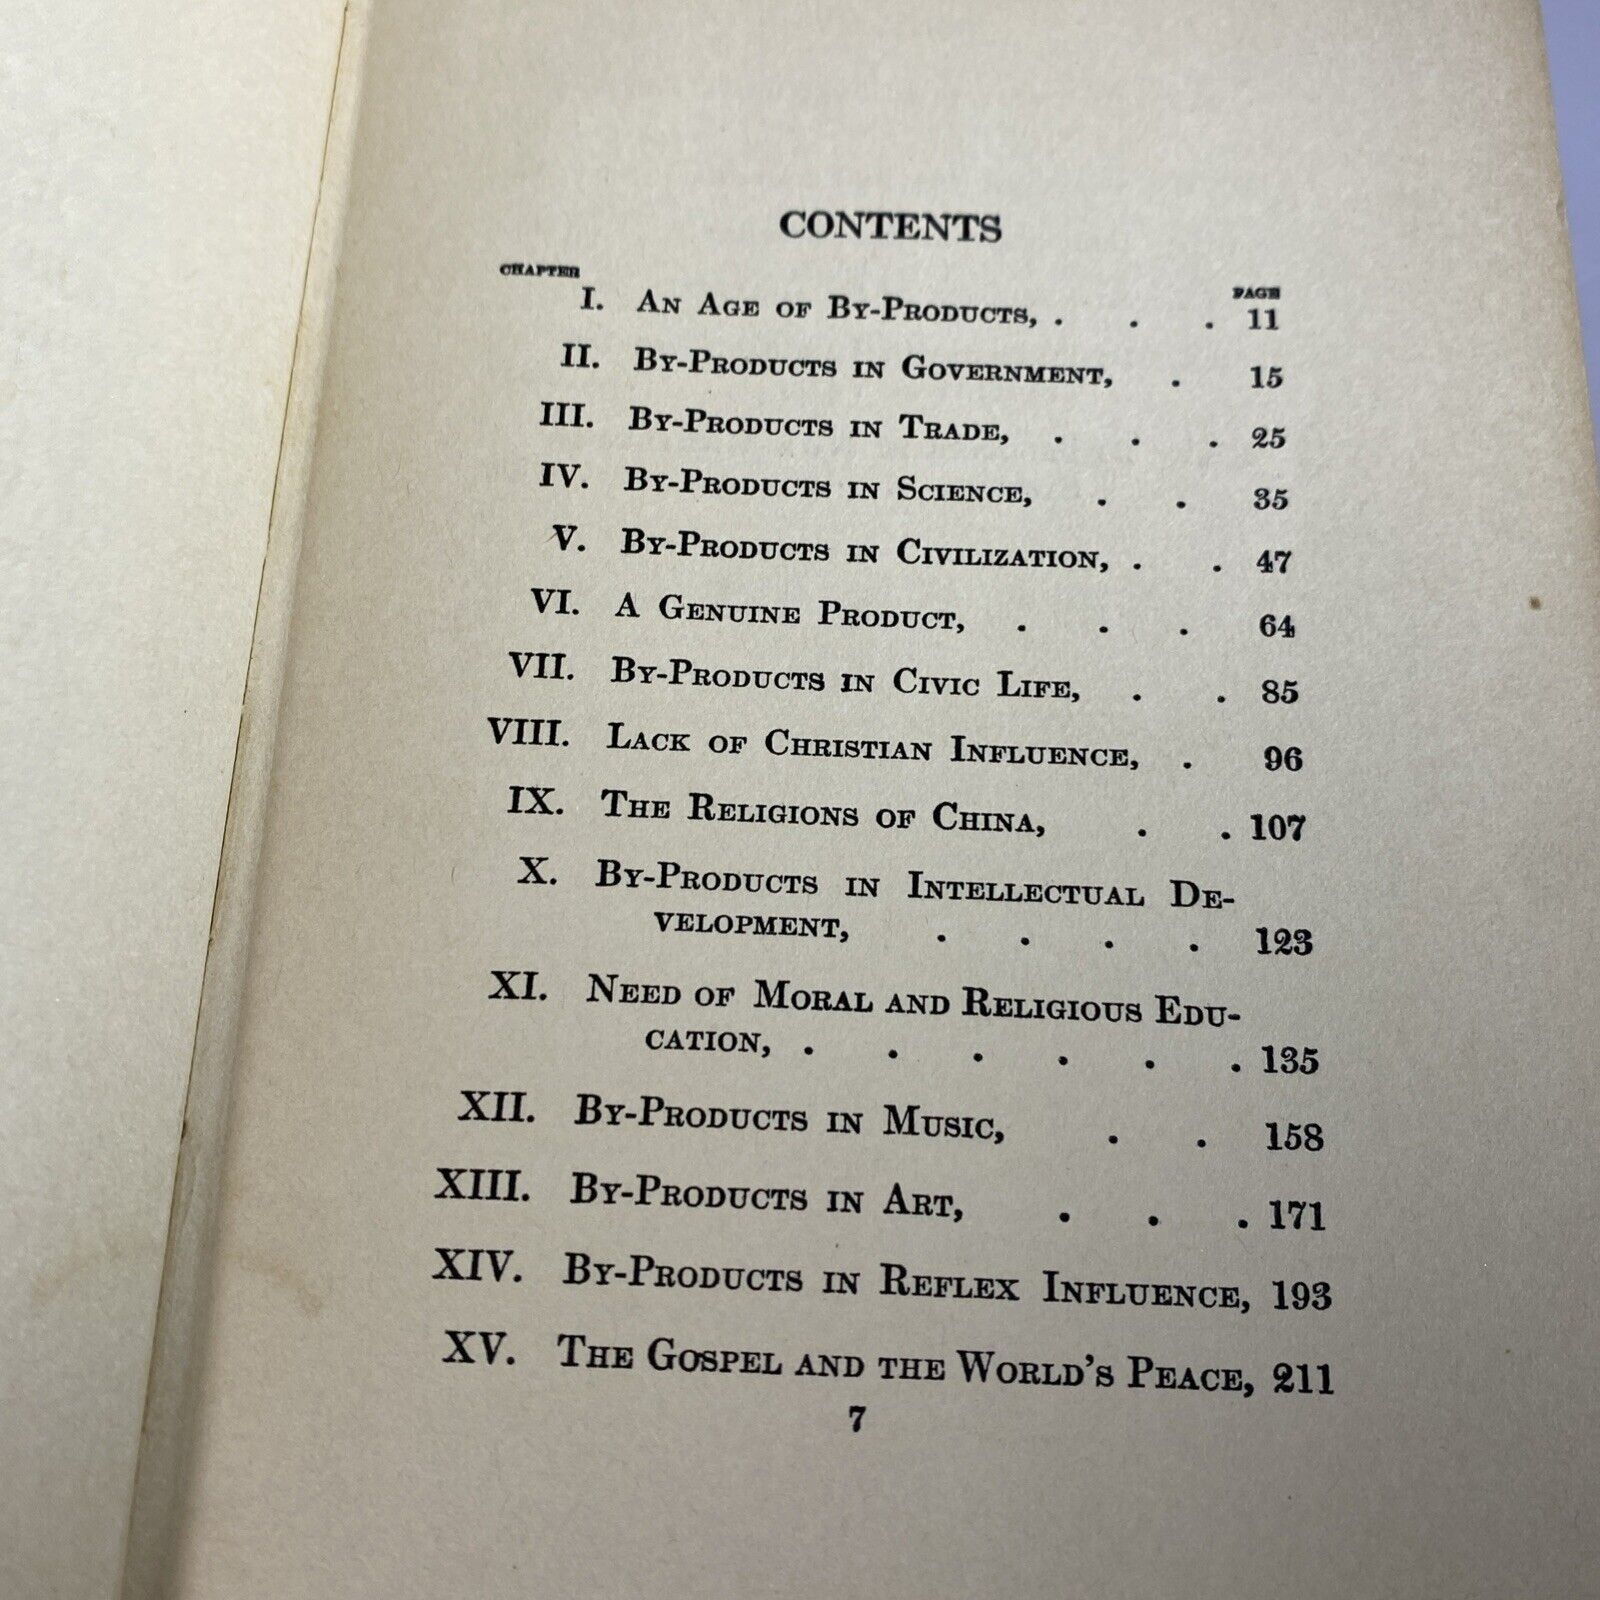 CONTENTS
CHAPTER
PAGE
I. An Age of By-Products, . . . 11
II. By-Products in Government, . 15
III. By-Products in Trade, . . . 25
IV. By-Products in Science, . . 35
V. By-Products in Civilization, . . 47
VI. A Genuine Product, . . . 64
VII. By-Products in Civic Life, . . 85
VIII. Lack of Christian Influence, . 96
IX. The Religions of China, . . 107
X. By-Products in Intellectual De-
velopment, . . . . 123
XI. Need of Moral and Religious Edu-
cation, . . . . . . 135
XII. By-Products in Music, . . 158
XIII. By-Products in Art, . . . 171
XIV. By-Products in Reflex Influence, 193
XV. The Gospel and the World's Peace, 211
7